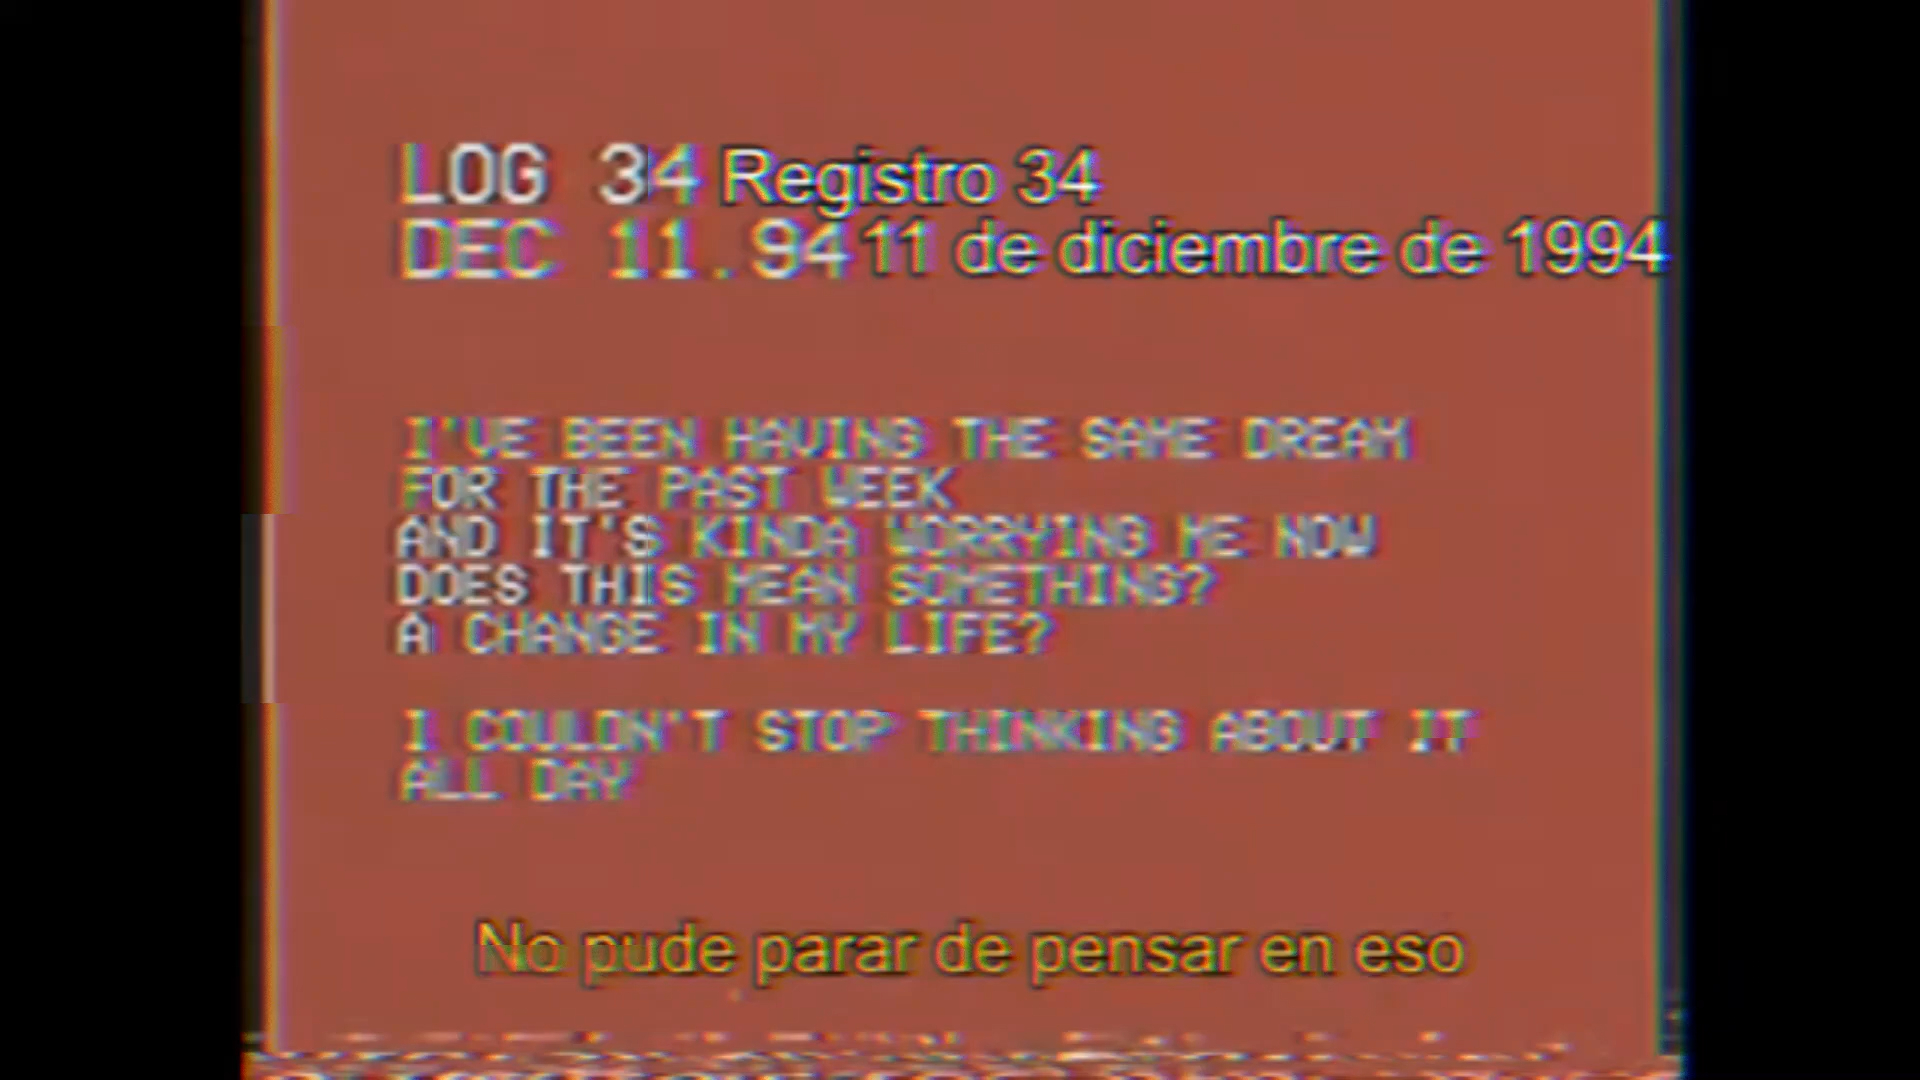 LOG 34 Registro 34
DEC 11.94 11 de diciembre de 1994
I'VE BEEN HAVING THE SAME DREAM
FOR THE PAST WEEK
AND IT'S KINDA WORRYING ME NOW
DOES THIS MEAN SOMETHING?
A CHANGE IN MY LIFE?
I COULDN'T STOP THINKING ABOUT IT
ALL DAY
No pude parar de pensar en eso